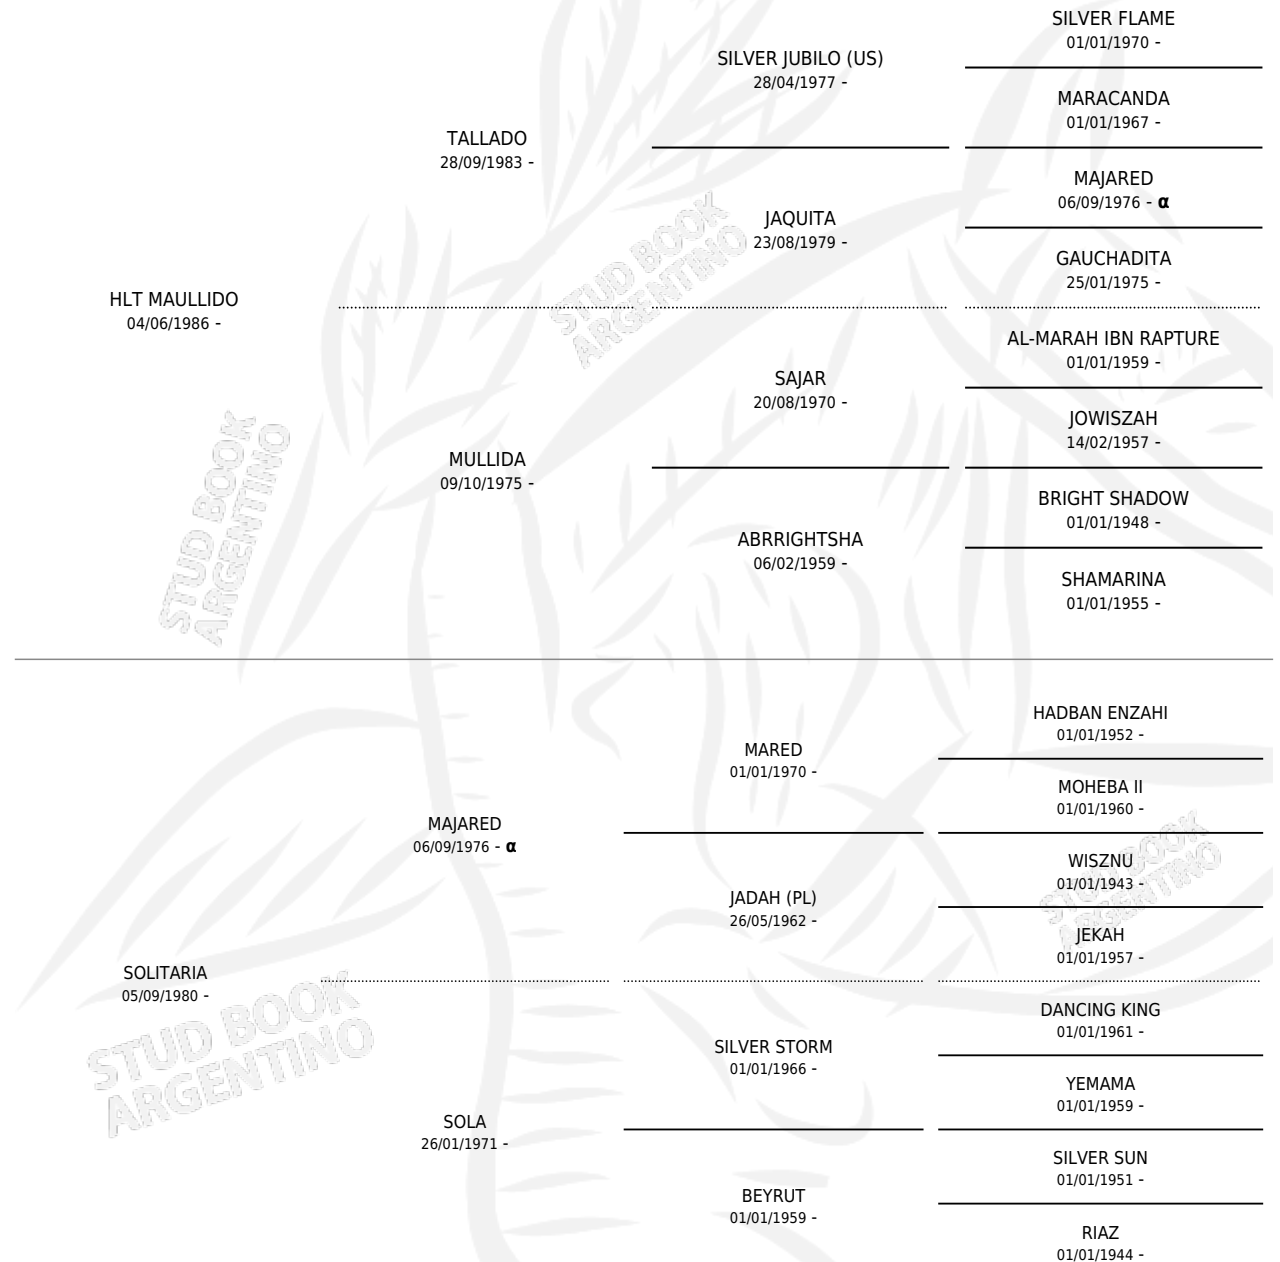 SILVER FLAME
01/01/1970 -
SILVER JUBILO (US)
28/04/1977 -
MARACANDA
01/01/1967 -
TALLADO
28/09/1983 -
MAJARED
06/09/1976 - α
JAQUITA
23/08/1979 -
GAUCHADITA
25/01/1975 -
HLT MAULLIDO
04/06/1986 -
AL-MARAH IBN RAPTURE
01/01/1959 -
SAJAR
20/08/1970 -
JOWISZAH
14/02/1957 -
MULLIDA
09/10/1975 -
BRIGHT SHADOW
01/01/1948 -
ABRRIGHTSHA
06/02/1959 -
SHAMARINA
01/01/1955 -
HADBAN ENZAHI
01/01/1952 -
MARED
01/01/1970 -
MOHEBA II
01/01/1960 -
MAJARED
06/09/1976 - α
WISZNU
01/01/1943 -
JADAH (PL)
26/05/1962 -
JEKAH
01/01/1957 -
SOLITARIA
05/09/1980 -
DANCING KING
01/01/1961 -
SILVER STORM
01/01/1966 -
YEMAMA
01/01/1959 -
SOLA
26/01/1971 -
SILVER SUN
01/01/1951 -
BEYRUT
01/01/1959 -
RIAZ
01/01/1944 -
STUD BOOK
ARGENTINO
STUD BOOK
ARGENTINO
STUD BOOK
ARGENTINO
STUD BOOK
ARGENTINO